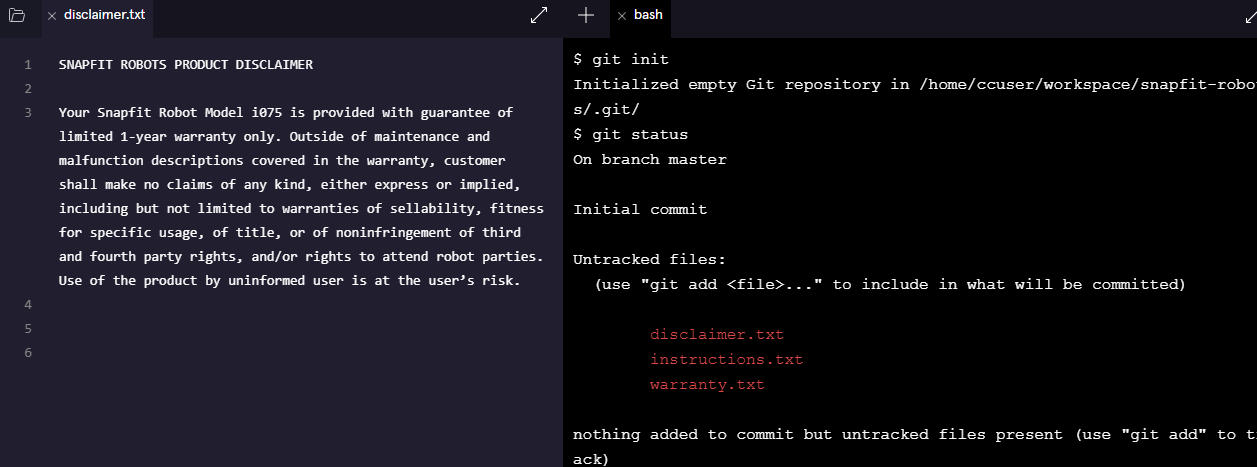 disclaimer.txt
1 SNAPFIT ROBOTS PRODUCT DISCLAIMER
2
3 Your Snapfit Robot Model i075 is provided with guarantee of
limited 1-year warranty only. Outside of maintenance and
malfunction descriptions covered in the warranty, customer
shall make no claims of any kind, either express or implied,
including but not limited to warranties of sellability, fitness
for specific usage, of title, or of noninfringement of third
and fourth party rights, and/or rights to attend robot parties.
Use of the product by uninformed user is at the user’s risk.
4
5
6
bash
$ git init
Initialized empty Git repository in /home/ccuser/workspace/snapfit-robo
s/.git/
$ git status
On branch master
Initial commit
Untracked files:
(use "git add <file>..." to include in what will be committed)
disclaimer.txt
instructions.txt
warranty.txt
nothing added to commit but untracked files present (use "git add" to t
ack)